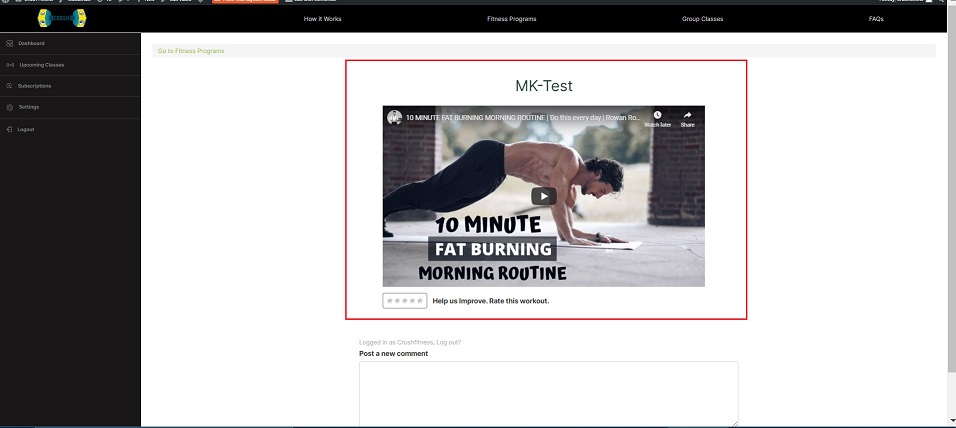 How it Works
Fitness Programs
Group Classes
FAQs
Dashboard
Upcoming Classes
Subscriptions
Settings
Logout
Go to Fitness Programs
MK-Test
10 MINUTE FAT BURNING MORNING ROUTINE | Do this every day | Rowan Ro...
Watch later
Share
10 MINUTE
FAT BURNING
MORNING ROUTINE
Help us Improve. Rate this workout.
Logged in as Crushfitness. Log out?
Post a new comment